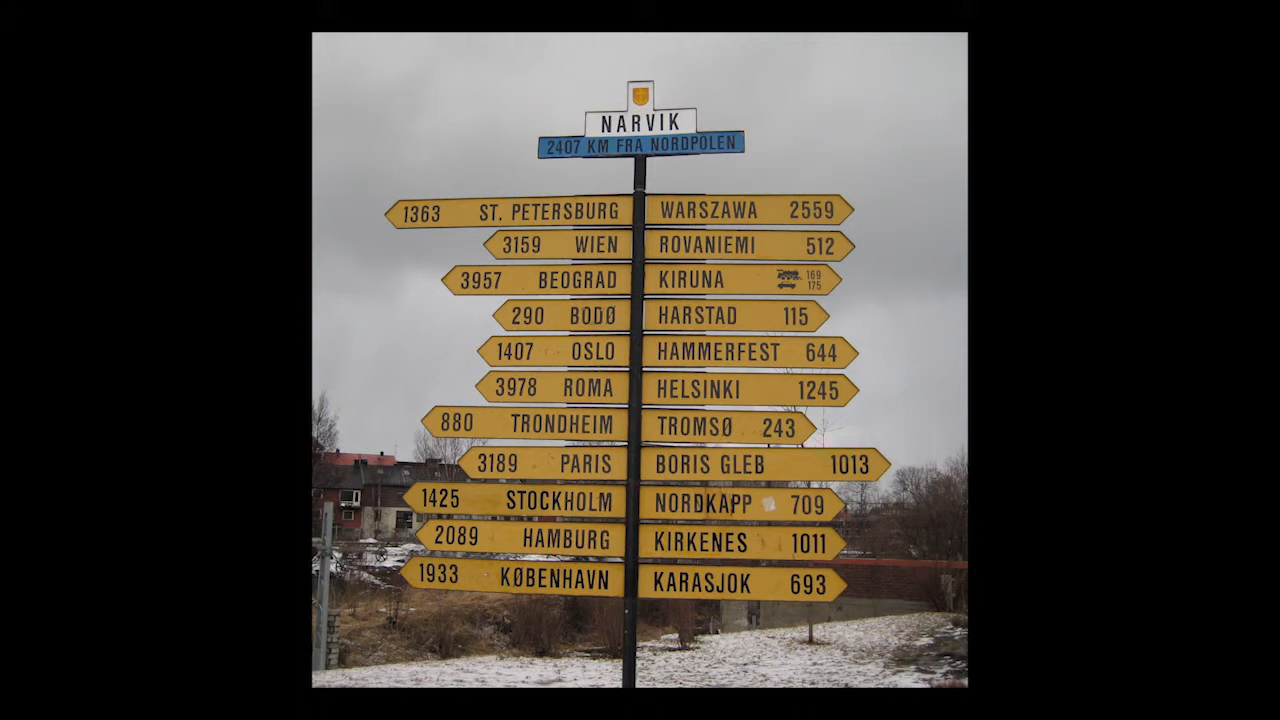 NARVIK
2407 KM FRA NORDPOLEN
1363 ST. PETERSBURG
WARSZAWA 2559
3159 WIEN
ROVANIEMI 512
3957 BEOGRAD
KIRUNA 169 175
290 BODØ
HARSTAD 115
1407 OSLO
HAMMERFEST 644
3978 ROMA
HELSINKI 1245
880 TRONDHEIM
TROMSØ 243
3189 PARIS
BORIS GLEB 1013
1425 STOCKHOLM
NORDKAPP 709
2089 HAMBURG
KIRKENES 1011
1933 KØBENHAVN
KARASJOK 693